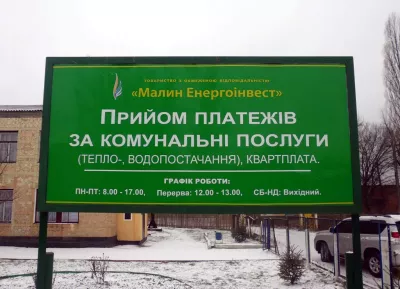 ТОВАРИСТВО З ОБМЕЖЕНОЮ ВІДПОВІДАЛЬНІСТЮ
«Малин Енергоінвест»
ПРИЙОМ ПЛАТЕЖІВ
ЗА КОМУНАЛЬНІ ПОСЛУГИ
(ТЕПЛО-, ВОДОПОСТАЧАННЯ), КВАРТПЛАТА.
ГРАФІК РОБОТИ:
ПН-ПТ: 8.00 - 17.00, Перерва: 12.00 - 13.00, СБ-НД: Вихідний.